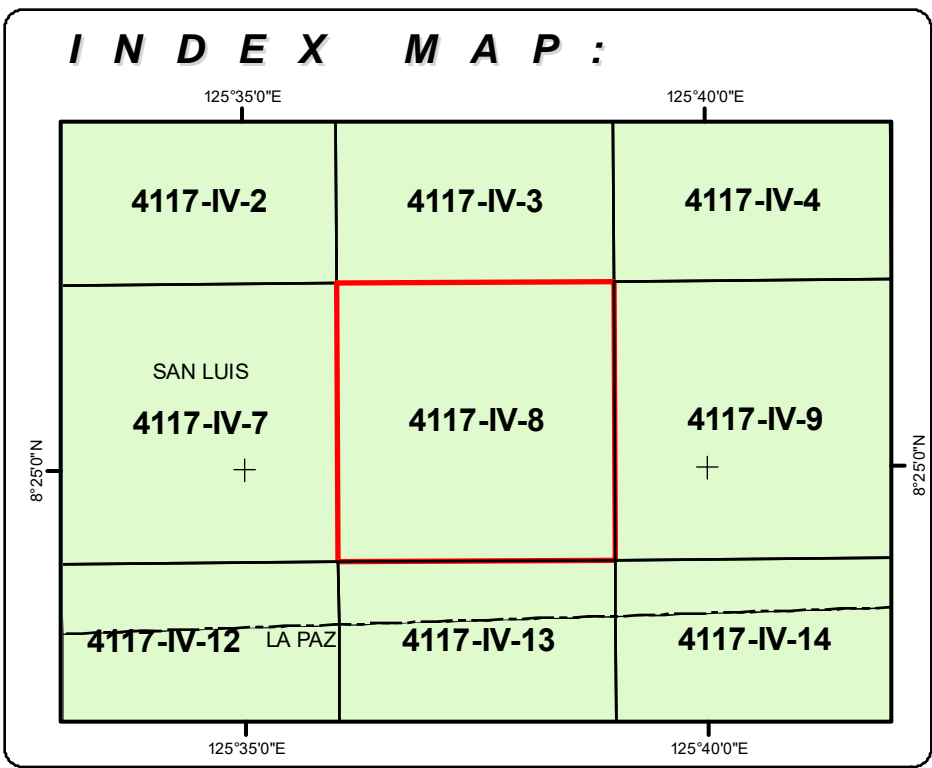 INDEX MAP:
125°35'0"E
125°40'0"E
4117-IV-2
4117-IV-3
4117-IV-4
SAN LUIS
4117-IV-7
4117-IV-8
4117-IV-9
8°25'0"N
8°25'0"N
4117-IV-12
LA PAZ
4117-IV-13
4117-IV-14
125°35'0"E
125°40'0"E